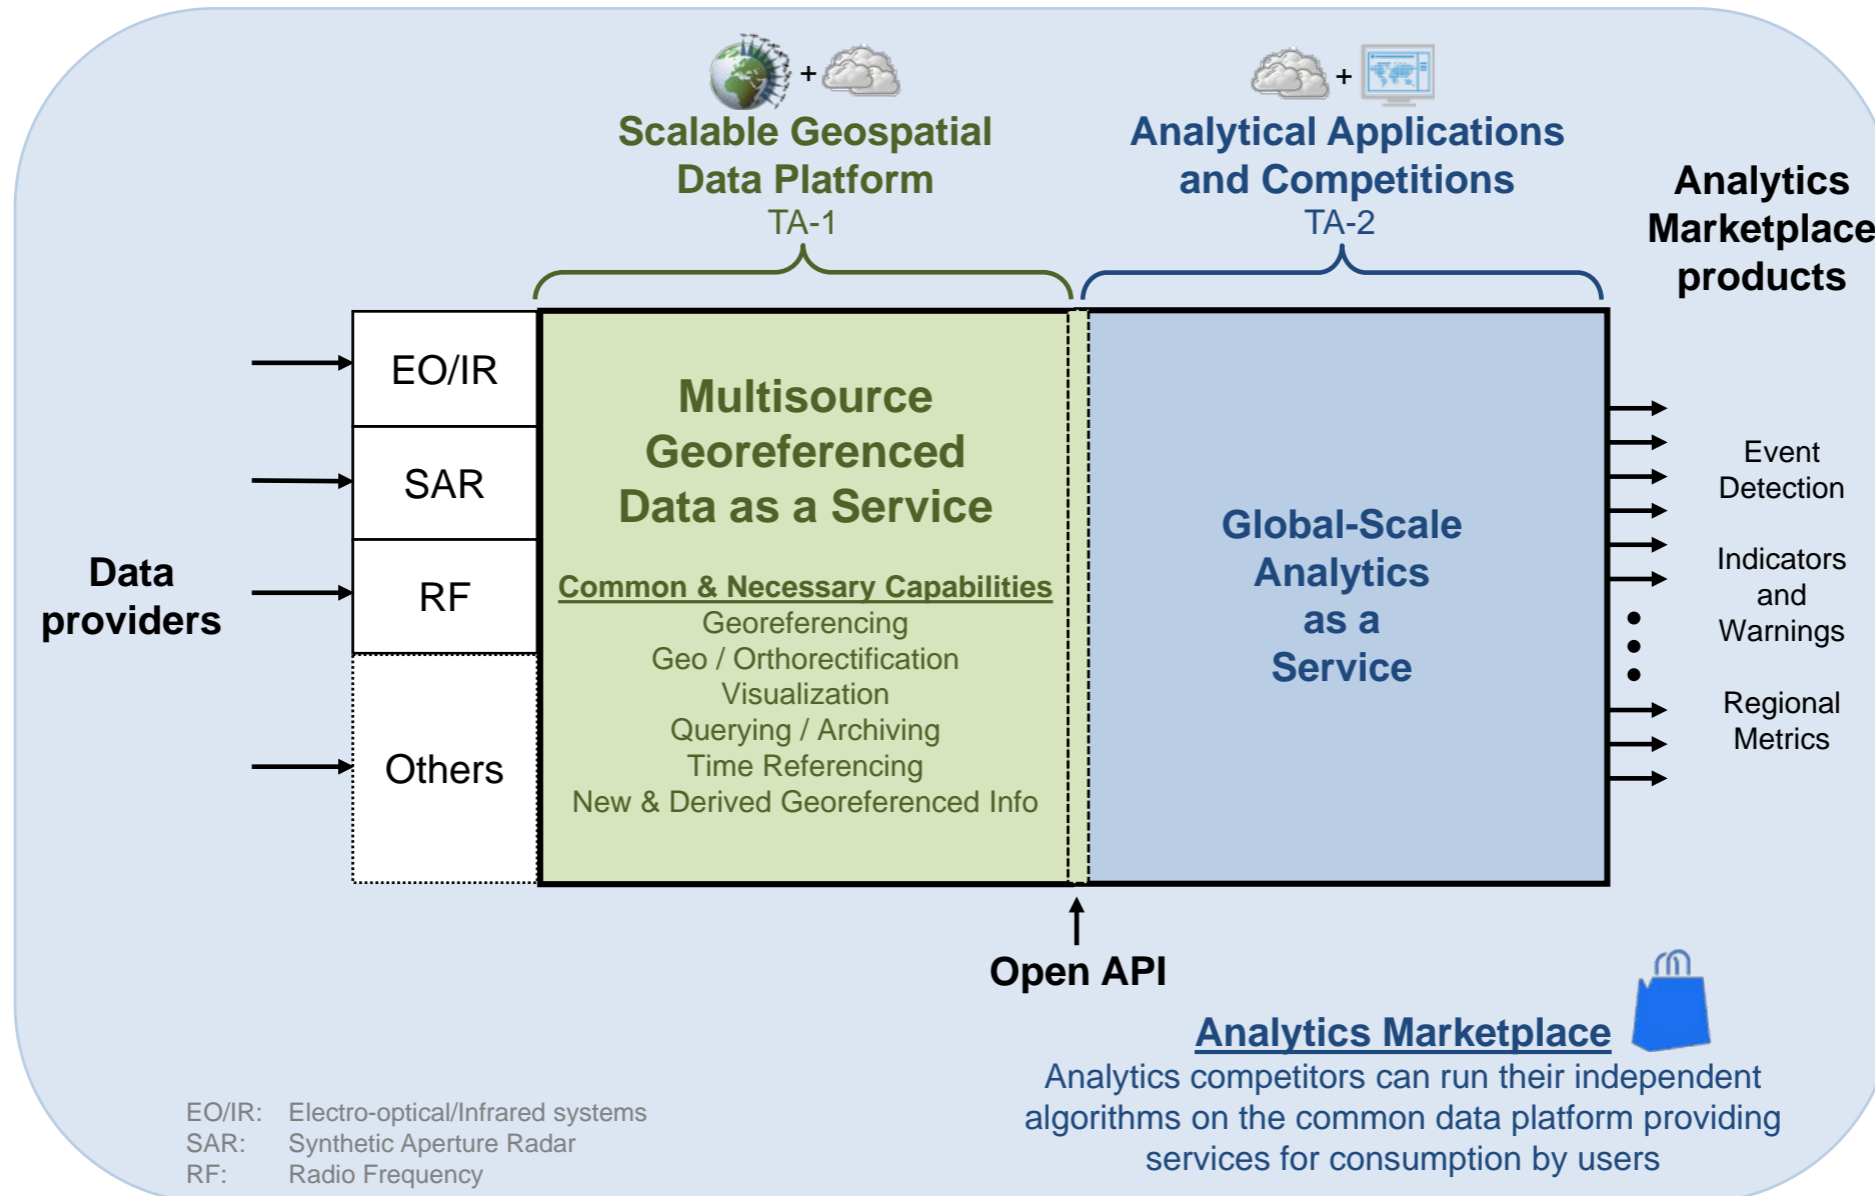 +
+
Scalable Geospatial
Data Platform
TA-1
Analytical Applications
and Competitions
TA-2
Analytics
Marketplace
products
Data
providers
EO/IR
SAR
RF
Others
Multisource
Georeferenced
Data as a Service
Common & Necessary Capabilities
Georeferencing
Geo / Orthorectification
Visualization
Querying / Archiving
Time Referencing
New & Derived Georeferenced Info
Global-Scale
Analytics
as a
Service
Event
Detection
Indicators
and
Warnings
Regional
Metrics
Open API
Analytics Marketplace
Analytics competitors can run their independent
algorithms on the common data platform providing
services for consumption by users
EO/IR: Electro-optical/Infrared systems
SAR: Synthetic Aperture Radar
RF: Radio Frequency